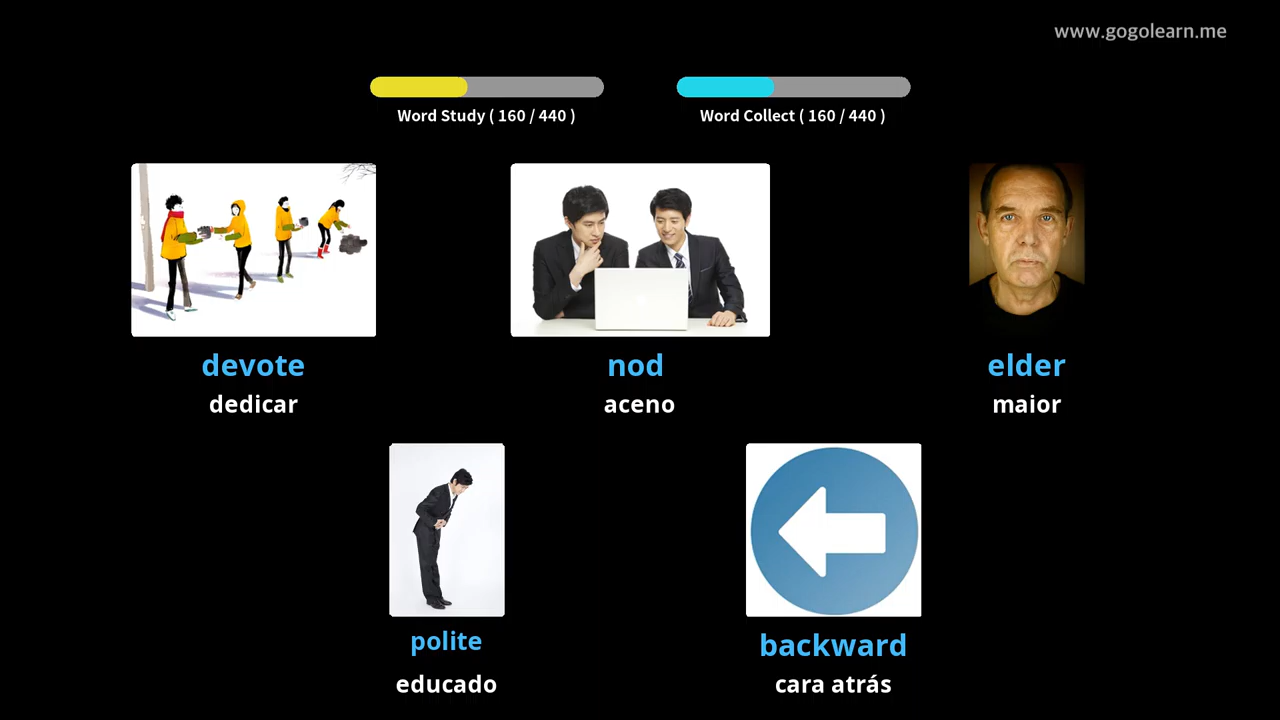 www.gogolearn.me
Word Study ( 160 / 440 )
Word Collect ( 160 / 440 )
devote
dedicar
nod
aceno
elder
maior
polite
educado
backward
cara atrás